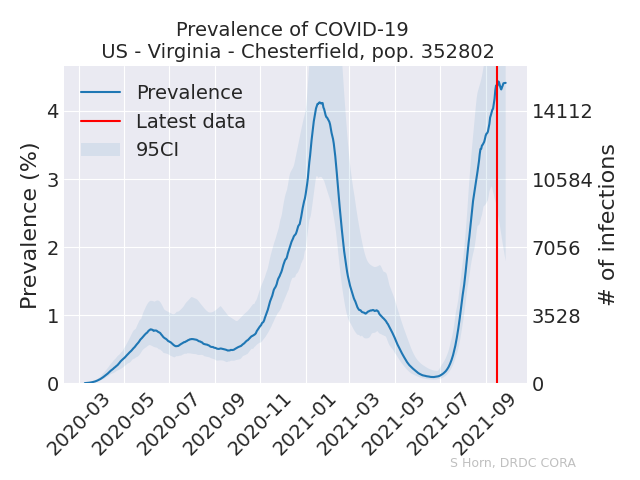 Prevalence of COVID-19
US - Virginia - Chesterfield, pop. 352802
Prevalence
Latest data
95CI
Prevalence (%)
4
3
2
1
0
14112
10584
7056
3528
0
# of infections
2020-03
2020-05
2020-07
2020-09
2020-11
2021-01
2021-03
2021-05
2021-07
2021-09
S Horn, DRDC CORA